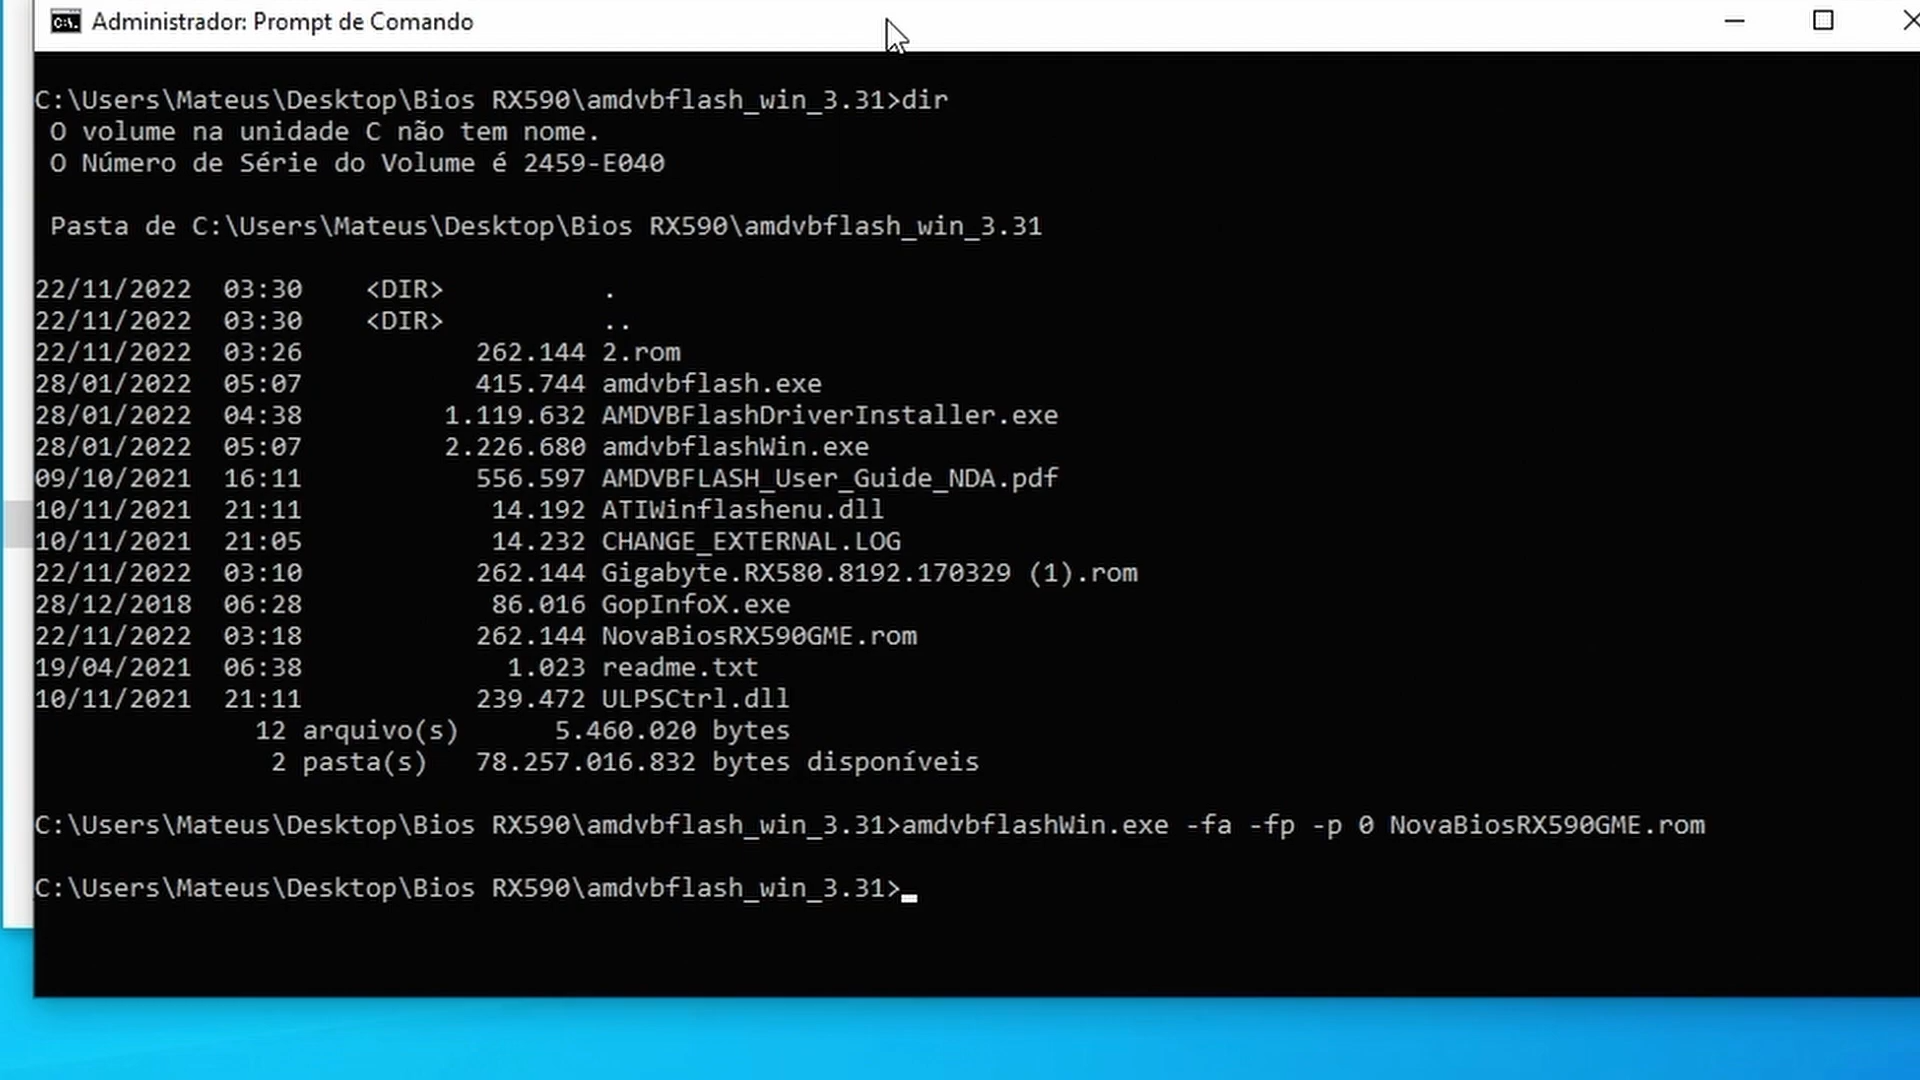 Administrador: Prompt de Comando
C:\Users\Mateus\Desktop\Bios RX590\amdvbflash_win_3.31>dir
O volume na unidade C não tem nome.
O Número de Série do Volume é 2459-E040
Pasta de C:\Users\Mateus\Desktop\Bios RX590\amdvbflash_win_3.31
22/11/2022  03:30    <DIR>          .
22/11/2022  03:30    <DIR>          ..
22/11/2022  03:26           262.144 2.rom
28/01/2022  05:07           415.744 amdvbflash.exe
28/01/2022  04:38         1.119.632 AMDVBFlashDriverInstaller.exe
28/01/2022  05:07         2.226.680 amdvbflashWin.exe
09/10/2021  16:11           556.597 AMDVBFLASH_User_Guide_NDA.pdf
10/11/2021  21:11            14.192 ATIWinflashenu.dll
10/11/2021  21:05            14.232 CHANGE_EXTERNAL.LOG
22/11/2022  03:10           262.144 Gigabyte.RX580.8192.170329 (1).rom
28/12/2018  06:28            86.016 GopInfoX.exe
22/11/2022  03:18           262.144 NovaBiosRX590GME.rom
19/04/2021  06:38             1.023 readme.txt
10/11/2021  21:11           239.472 ULPSCtrl.dll
12 arquivo(s)      5.460.020 bytes
2 pasta(s)   78.257.016.832 bytes disponíveis
C:\Users\Mateus\Desktop\Bios RX590\amdvbflash_win_3.31>amdvbflashWin.exe -fa -fp -p 0 NovaBiosRX590GME.rom
C:\Users\Mateus\Desktop\Bios RX590\amdvbflash_win_3.31>